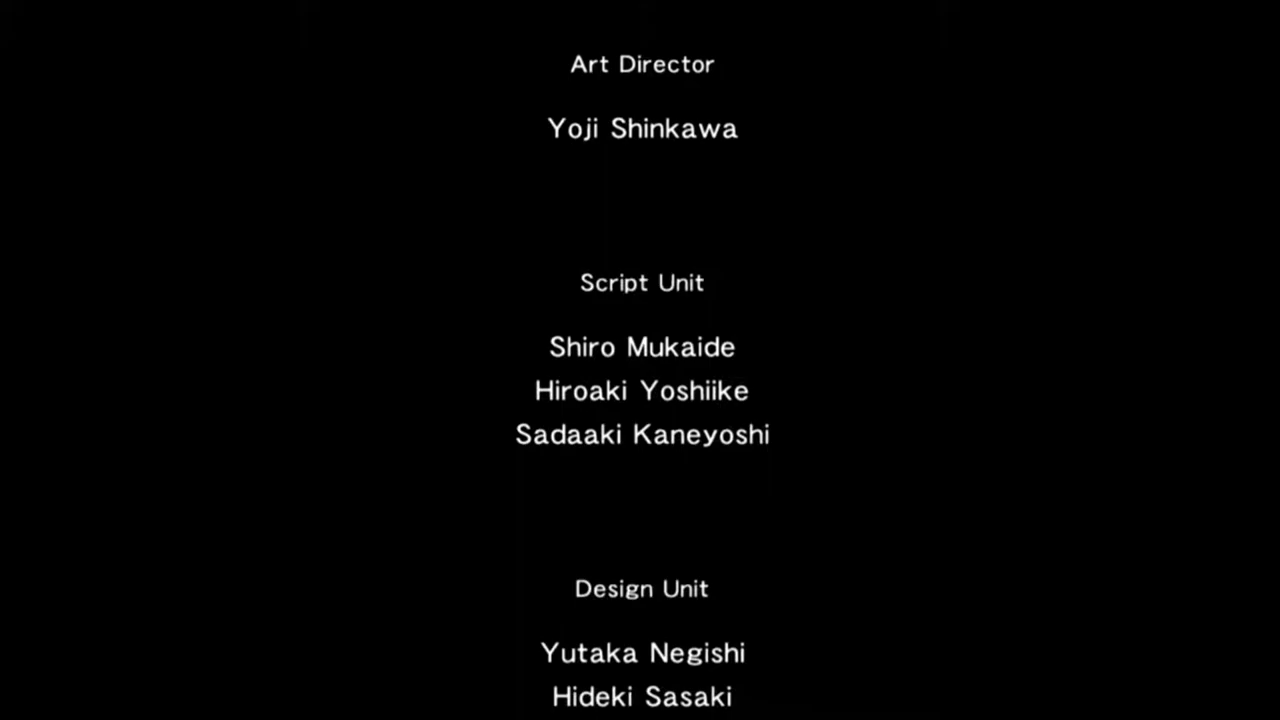 Art Director
Yoji Shinkawa
Script Unit
Shiro Mukaide
Hiroaki Yoshiike
Sadaaki Kaneyoshi
Design Unit
Yutaka Negishi
Hideki Sasaki